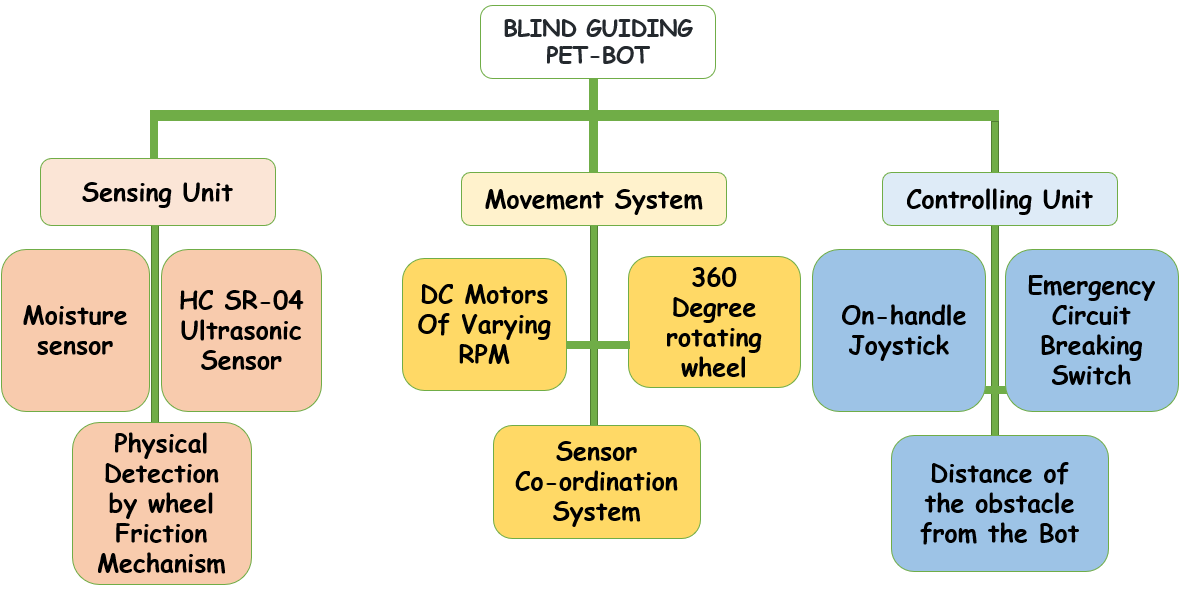 BLIND GUIDING
PET-BOT
Sensing Unit
Movement System
Controlling Unit
Moisture
sensor
HC SR-04
Ultrasonic
Sensor
Physical
Detection
by wheel
Friction
Mechanism
DC Motors
Of Varying
RPM
360
Degree
rotating
wheel
Sensor
Co-ordination
System
On-handle
Joystick
Emergency
Circuit
Breaking
Switch
Distance of
the obstacle
from the Bot